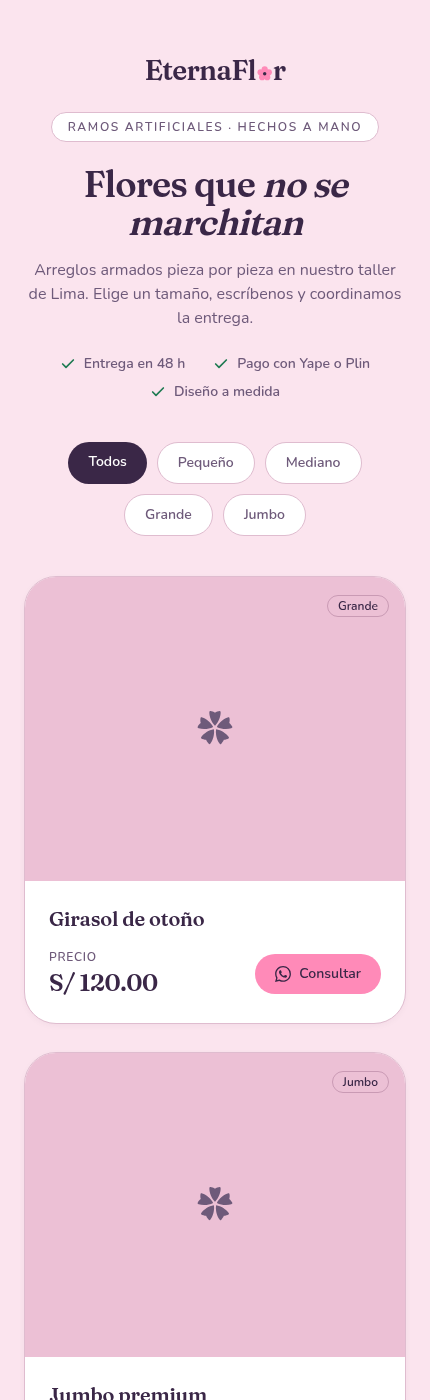 EternaFlor
RAMOS ARTIFICIALES · HECHOS A MANO
Flores que no se
marchitan
Arreglos armados pieza por pieza en nuestro taller
de Lima. Elige un tamaño, escríbenos y coordinamos
la entrega.
Entrega en 48 h
Pago con Yape o Plin
Diseño a medida
Todos
Pequeño
Mediano
Grande
Jumbo
Grande
Girasol de otoño
PRECIO
S/ 120.00
Consultar
Jumbo
Jumbo premium